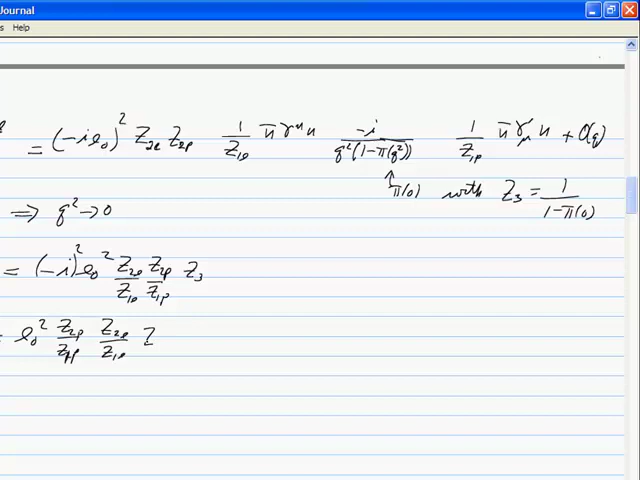 Journal
Help
= (-ie₀)² Z₂ₑ Z₂ₚ 1/Z₁ₑ ū γ^μ u -i/(q²(1-π(q²))) 1/Z₁ₚ ū γ_μ u + O(q)
⟹ q² → 0
π(0) with Z₃ = 1/(1-π(0))
= (-i)² e₀² Z₂ₑ/Z₁ₑ Z₂ₚ/Z₁ₚ Z₃
= e₀² Z₂ₚ/Z₁ₚ Z₂ₑ/Z₁ₑ Z